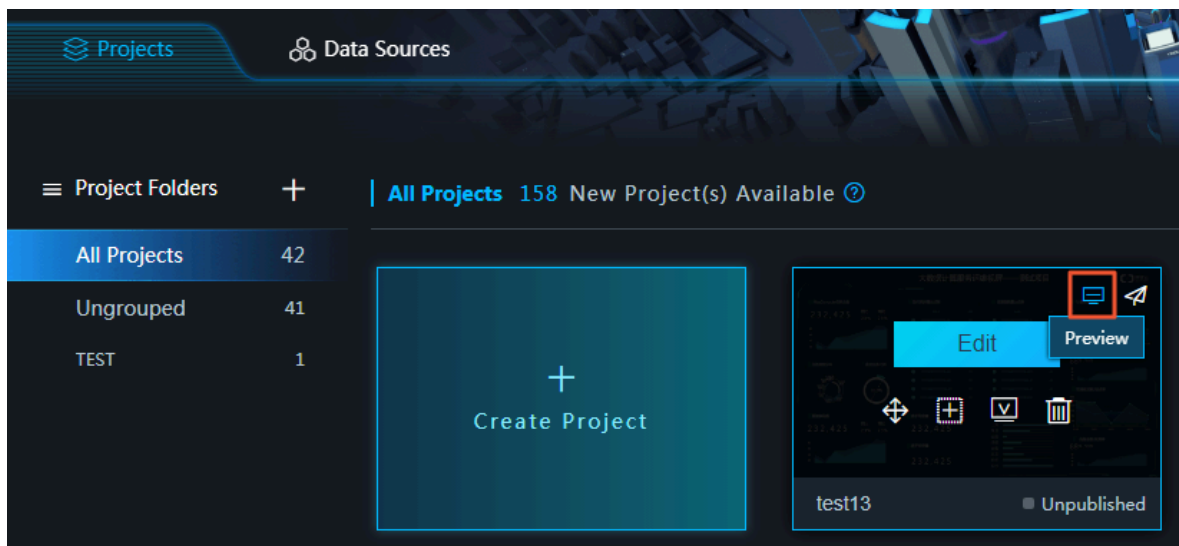 Projects
Data Sources
Project Folders +
All Projects 158 New Project(s) Available ?
All Projects 42
Ungrouped 41
TEST 1
+
Create Project
Edit
Preview
V
test13
Unpublished